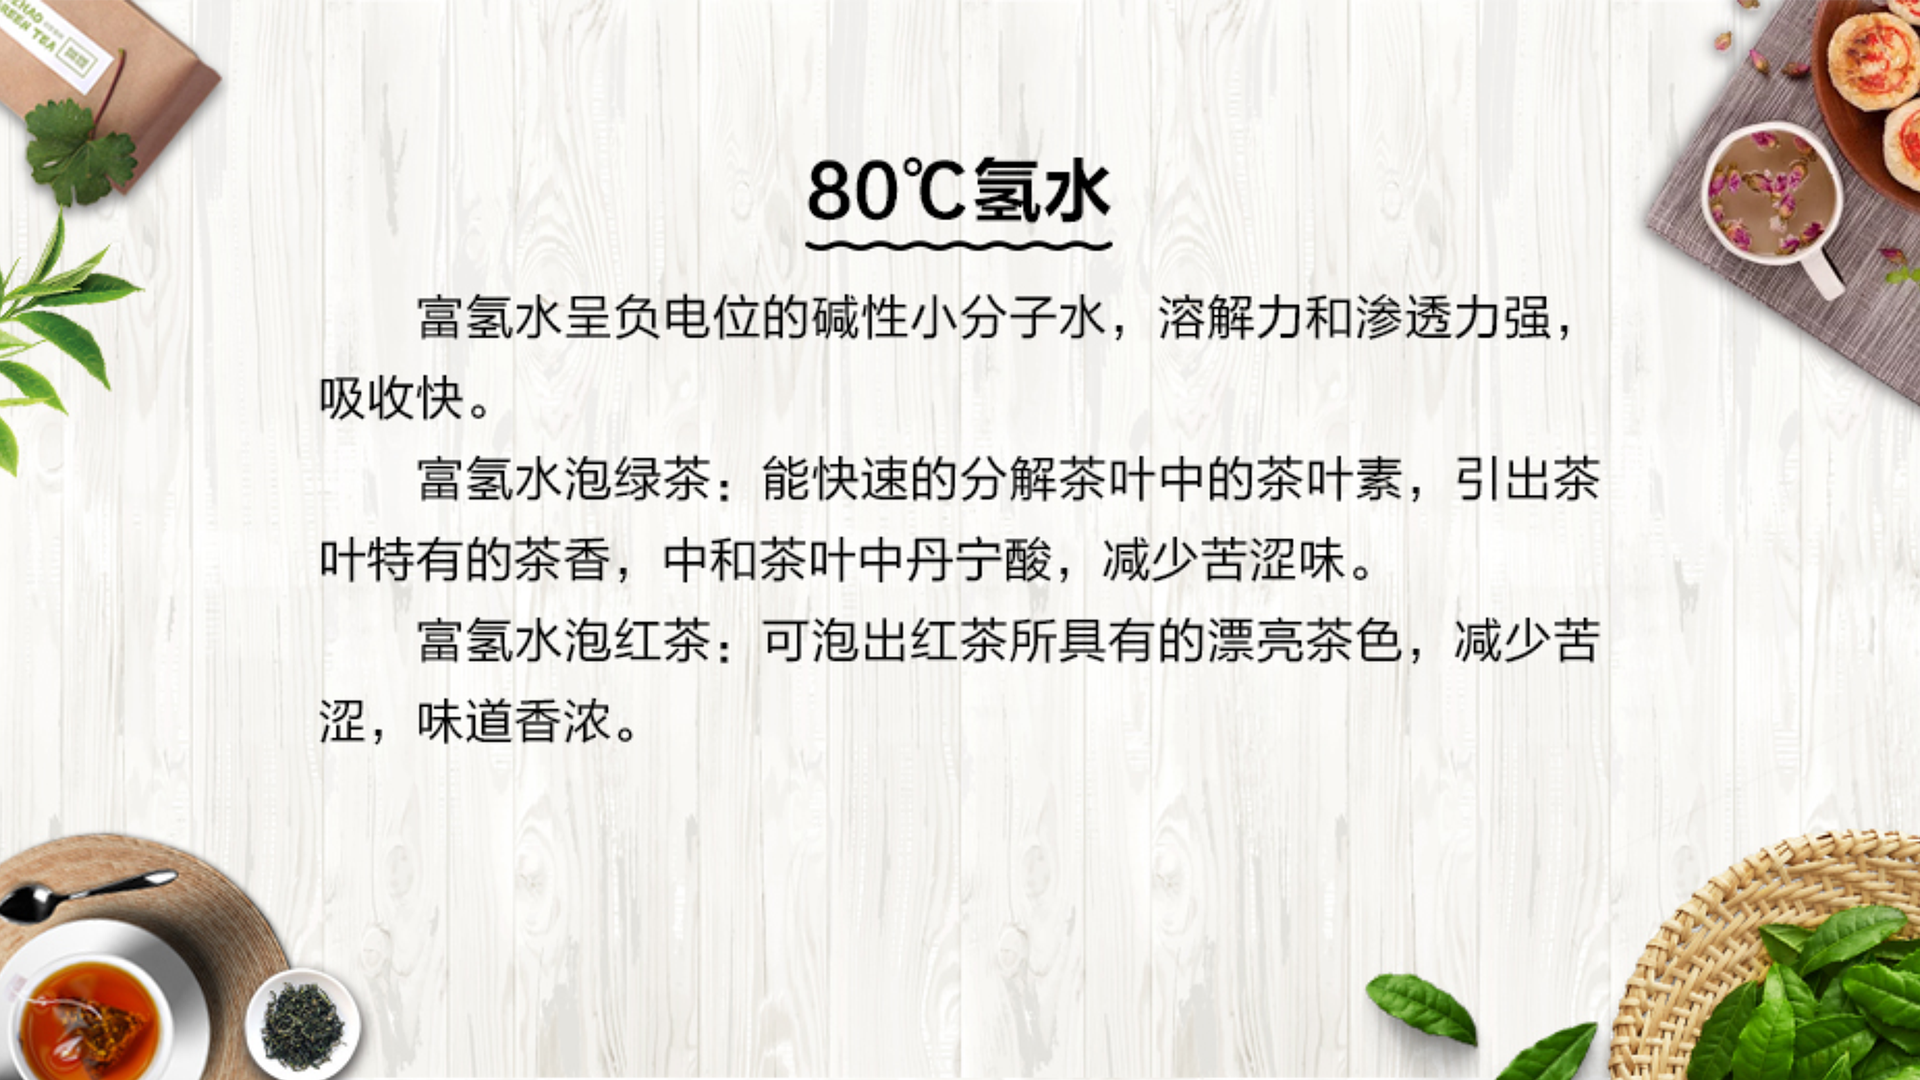 GREEN TEA
80℃氢水
富氢水呈负电位的碱性小分子水，溶解力和渗透力强，
吸收快。
富氢水泡绿茶：能快速的分解茶叶中的茶叶素，引出茶
叶特有的茶香，中和茶叶中丹宁酸，减少苦涩味。
富氢水泡红茶：可泡出红茶所具有的漂亮茶色，减少苦
涩，味道香浓。